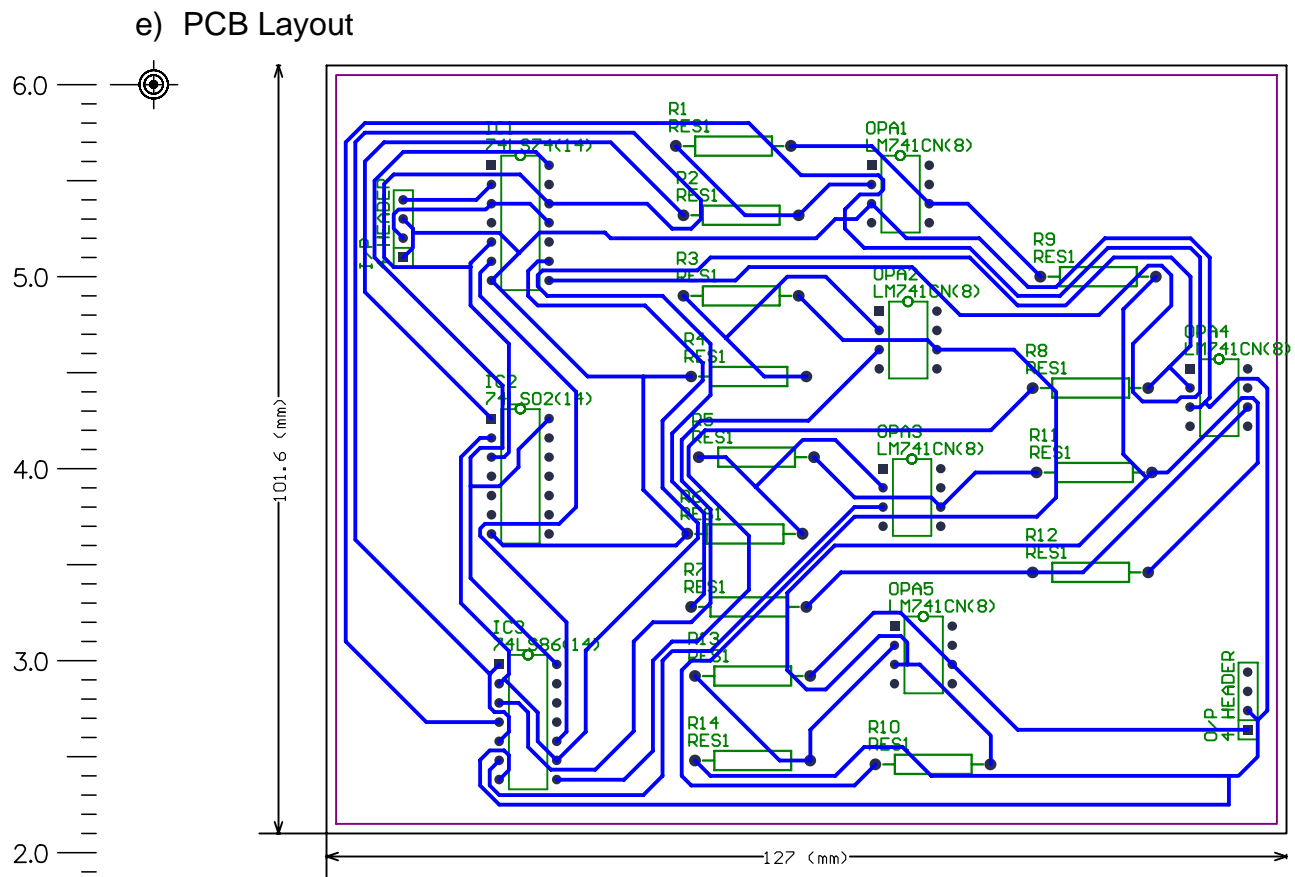 e) PCB Layout
6.0
5.0
4.0
3.0
2.0
101.6 (mm)
127 (mm)
IC1
74LS74(14)
I/P
HEADER
R1
RES1
OPA1
LM741CN(8)
R2
RES1
R3
RES1
OPA2
LM741CN(8)
R9
RES1
R4
RES1
R8
RES1
OPA4
LM741CN(8)
IC2
74LS02(14)
R5
RES1
OPA3
LM741CN(8)
R11
RES1
R6
RES1
R12
RES1
R7
RES1
OPA5
LM741CN(8)
IC3
74LS86(14)
R13
RES1
R14
RES1
R10
RES1
O/P
4 HEADER